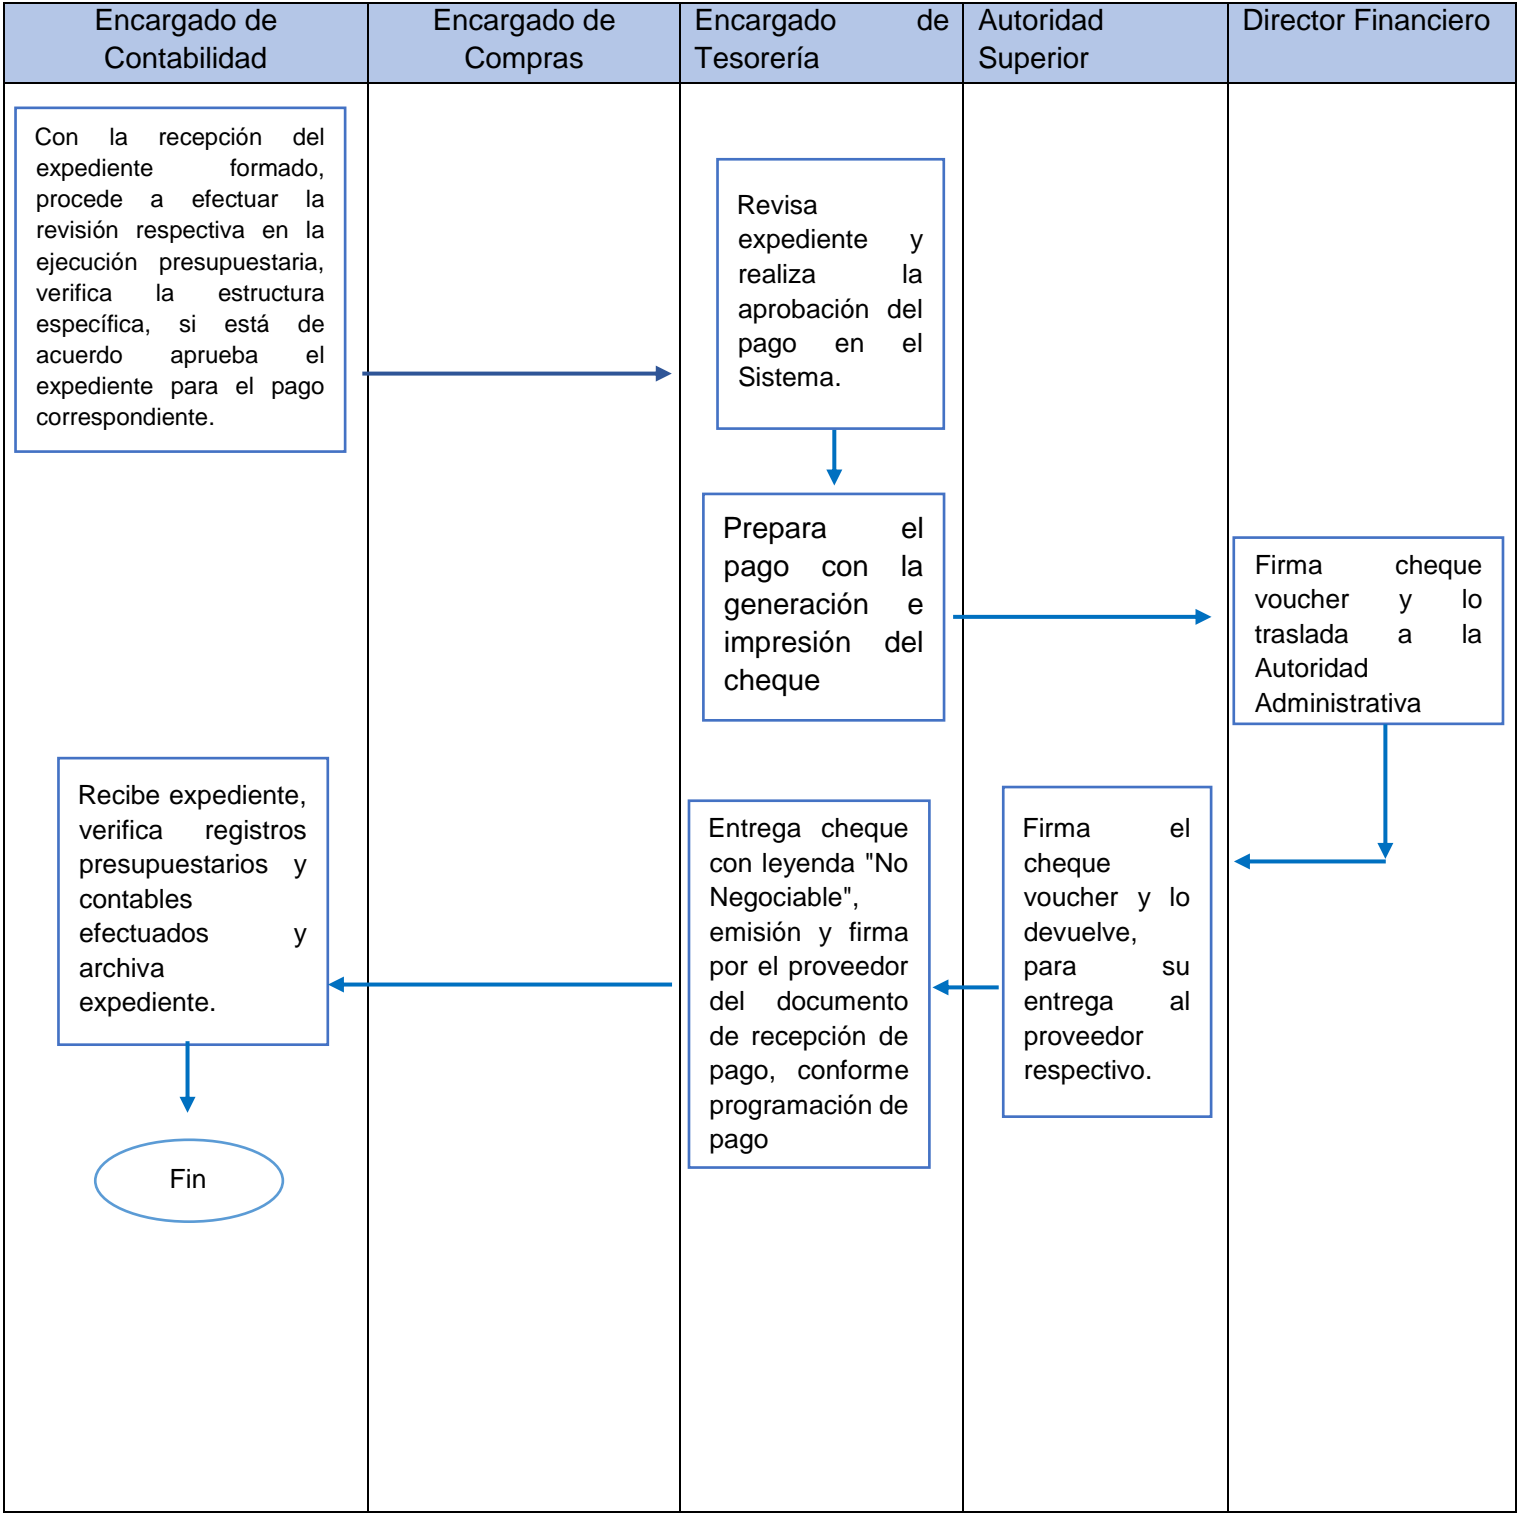 Encargado de
Contabilidad
Encargado de
Compras
Encargado de
Tesorería
Autoridad
Superior
Director Financiero
Con la recepción del
expediente formado,
procede a efectuar la
revisión respectiva en la
ejecución presupuestaria,
verifica la estructura
específica, si está de
acuerdo aprueba el
expediente para el pago
correspondiente.
Revisa
expediente y
realiza la
aprobación del
pago en el
Sistema.
Prepara el
pago con la
generación e
impresión del
cheque
Firma cheque
voucher y lo
traslada a la
Autoridad
Administrativa
Firma el
cheque
voucher y lo
devuelve,
para su
entrega al
proveedor
respectivo.
Entrega cheque
con leyenda "No
Negociable",
emisión y firma
por el proveedor
del documento
de recepción de
pago, conforme
programación de
pago
Recibe expediente,
verifica registros
presupuestarios y
contables
efectuados y
archiva
expediente.
Fin